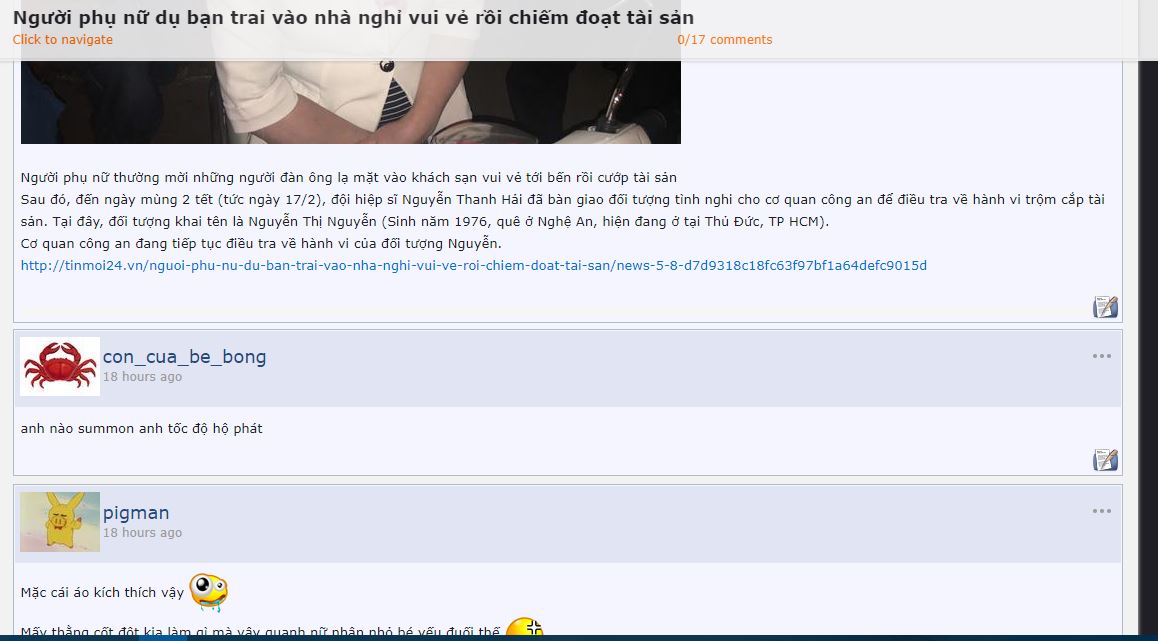 Người phụ nữ dụ bạn trai vào nhà nghỉ vui vẻ rồi chiếm đoạt tài sản
Click to navigate
0/17 comments
Người phụ nữ thường mời những người đàn ông lạ mặt vào khách sạn vui vẻ tới bến rồi cướp tài sản
Sau đó, đến ngày mùng 2 tết (tức ngày 17/2), đội hiệp sĩ Nguyễn Thanh Hải đã bàn giao đối tượng tình nghi cho cơ quan công an để điều tra về hành vi trộm cắp tài
sản. Tại đây, đối tượng khai tên là Nguyễn Thị Nguyễn (Sinh năm 1976, quê ở Nghệ An, hiện đang ở tại Thủ Đức, TP HCM).
Cơ quan công an đang tiếp tục điều tra về hành vi của đối tượng Nguyễn.
http://tinmoi24.vn/nguoi-phu-nu-du-ban-trai-vao-nha-nghi-vui-ve-roi-chiem-doat-tai-san/news-5-8-d7d9318c18fc63f97bf1a64defc9015d
con_cua_be_bong
18 hours ago
anh nào summon anh tốc độ hộ phát
pigman
18 hours ago
Mặc cái áo kích thích vậy
Mấy thằng cốt đột kia làm gì mà vây quanh nữ nhân nhỏ bé yếu đuối thế